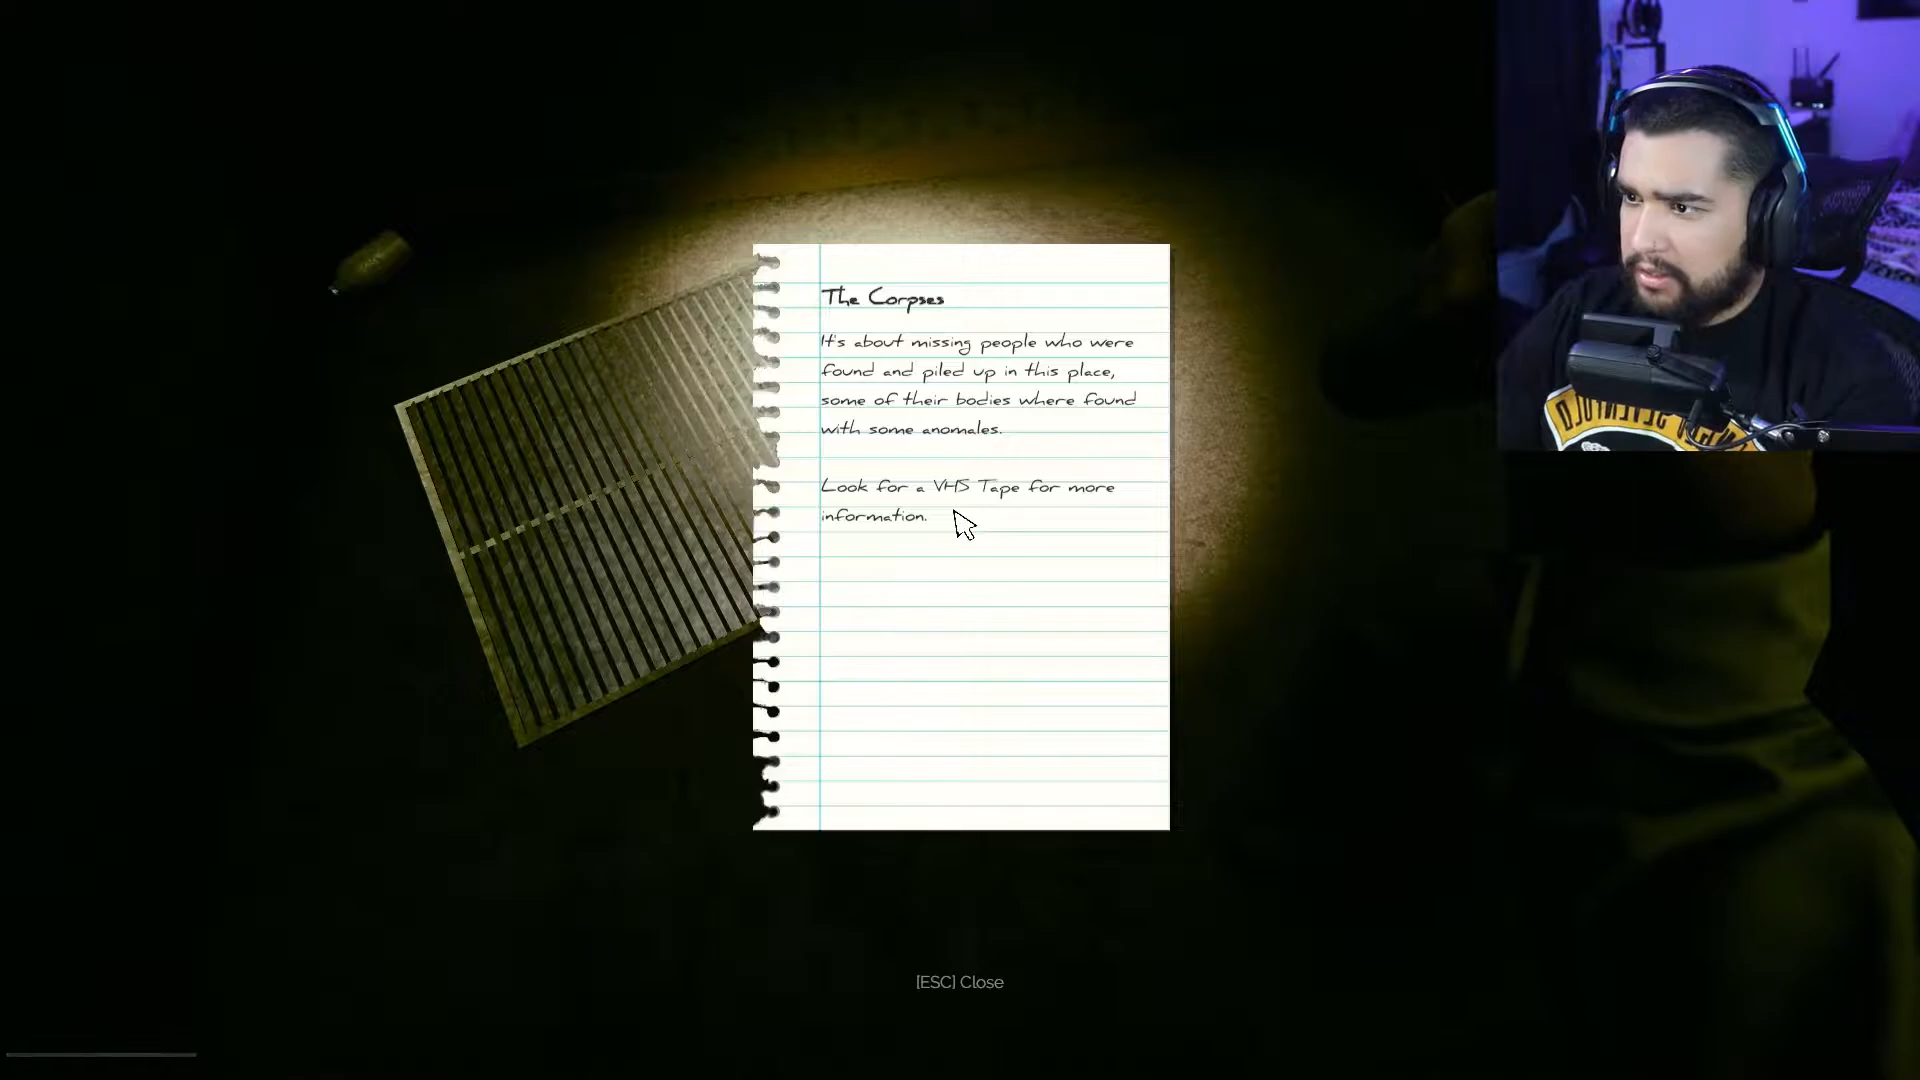 The Corpses
It's about missing people who were
found and piled up in this place,
some of their bodies where found
with some anomales.
Look for a VHS Tape for more
information.
[ESC] Close